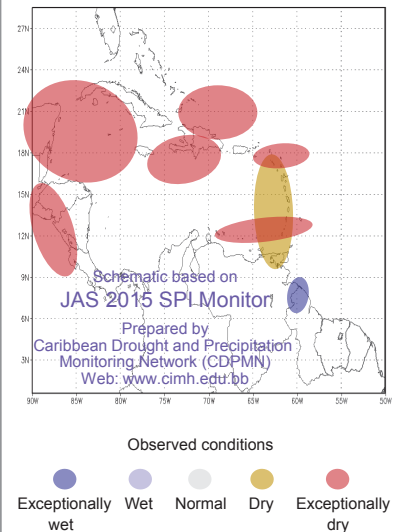 27N
24N
21N
18N
15N
12N
9N
6N
3N
Schematic based on
JAS 2015 SPI Monitor
Prepared by
Caribbean Drought and Precipitation
Monitoring Network (CDPMN)
Web: www.cimh.edu.bb
90W 85W 80W 75W 70W 65W 60W 55W 50W
Observed conditions
Exceptionally wet
Wet
Normal
Dry
Exceptionally dry